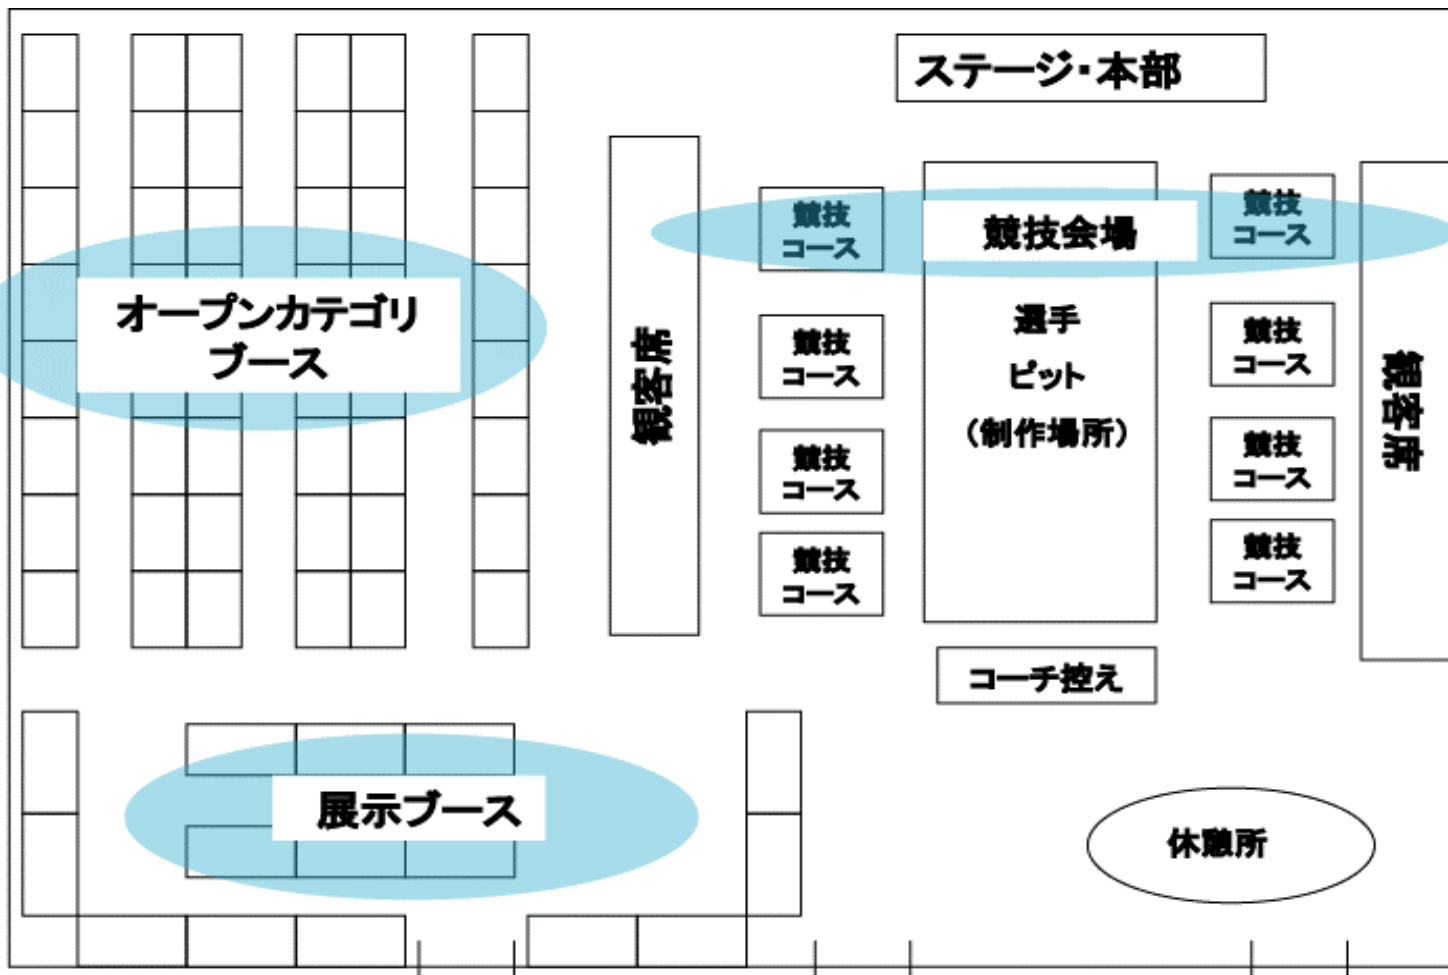 ステージ・本部
競技
コース
競技会場
競技
コース
オープンカテゴリ
ブース
観客席
競技
コース
選手
ピット
（制作場所）
競技
コース
観客席
競技
コース
競技
コース
競技
コース
競技
コース
コーチ控え
展示ブース
休憩所